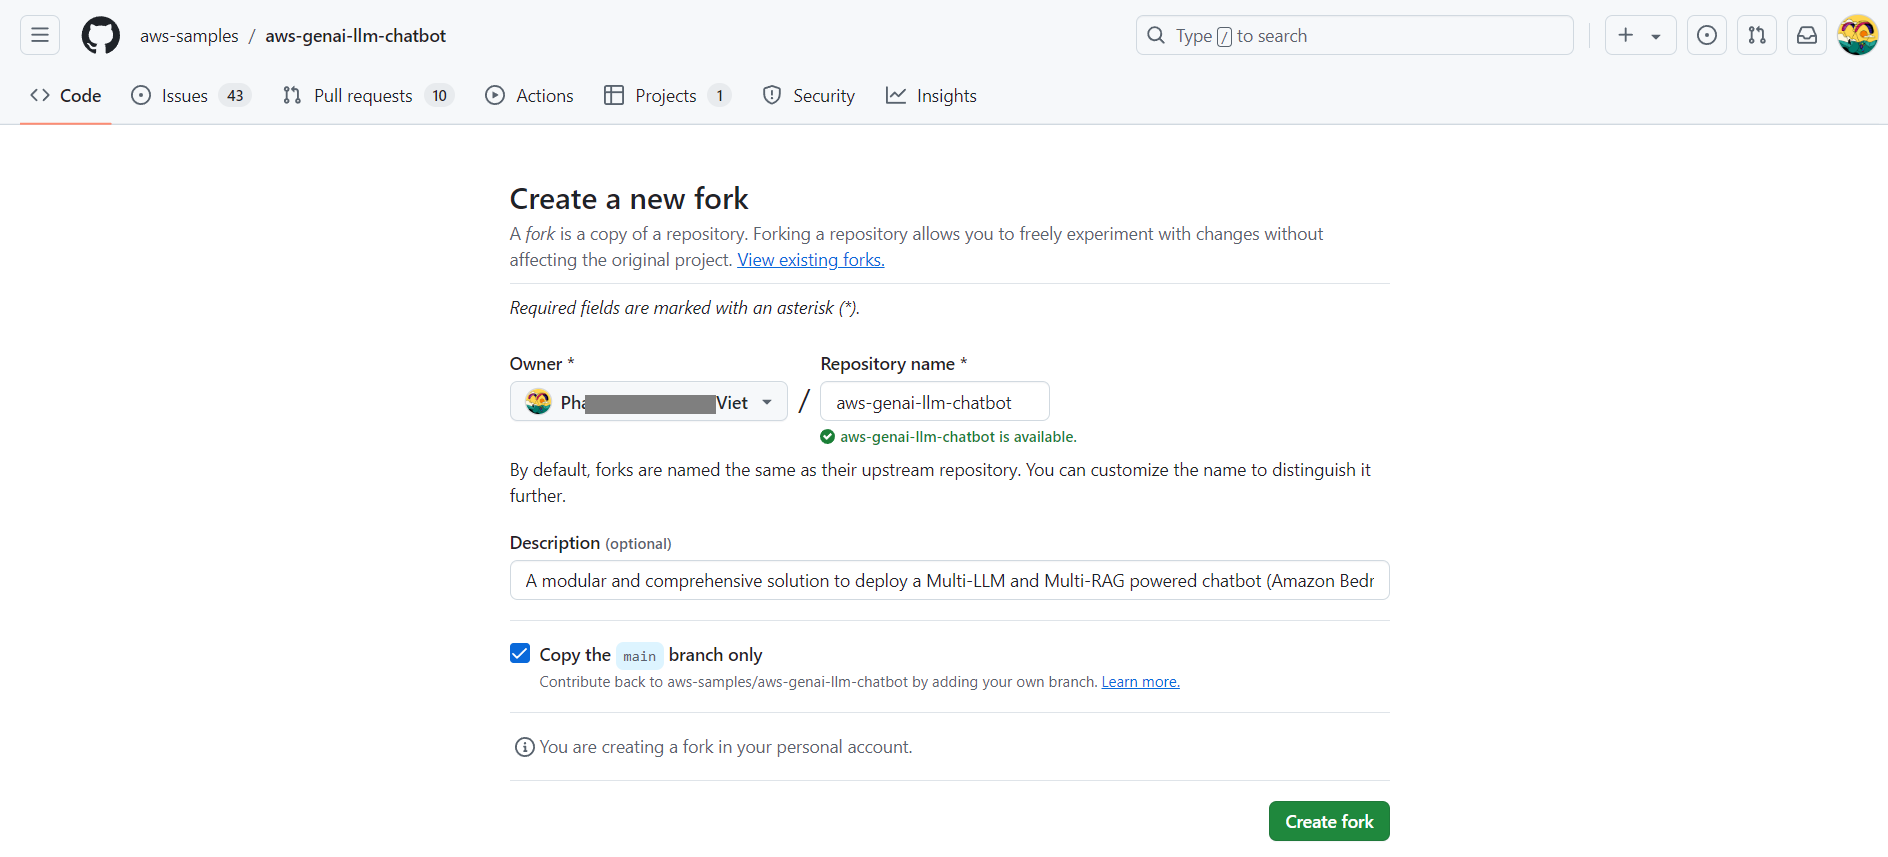 aws-samples / aws-genai-llm-chatbot
Type / to search
Code
Issues 43
Pull requests 10
Actions
Projects 1
Security
Insights
Create a new fork
A fork is a copy of a repository. Forking a repository allows you to freely experiment with changes without
affecting the original project. View existing forks.
Required fields are marked with an asterisk (*).
Owner *
Repository name *
Pha Viet
/
aws-genai-llm-chatbot
aws-genai-llm-chatbot is available.
By default, forks are named the same as their upstream repository. You can customize the name to distinguish it
further.
Description (optional)
A modular and comprehensive solution to deploy a Multi-LLM and Multi-RAG powered chatbot (Amazon Bedr
Copy the main branch only
Contribute back to aws-samples/aws-genai-llm-chatbot by adding your own branch. Learn more.
You are creating a fork in your personal account.
Create fork